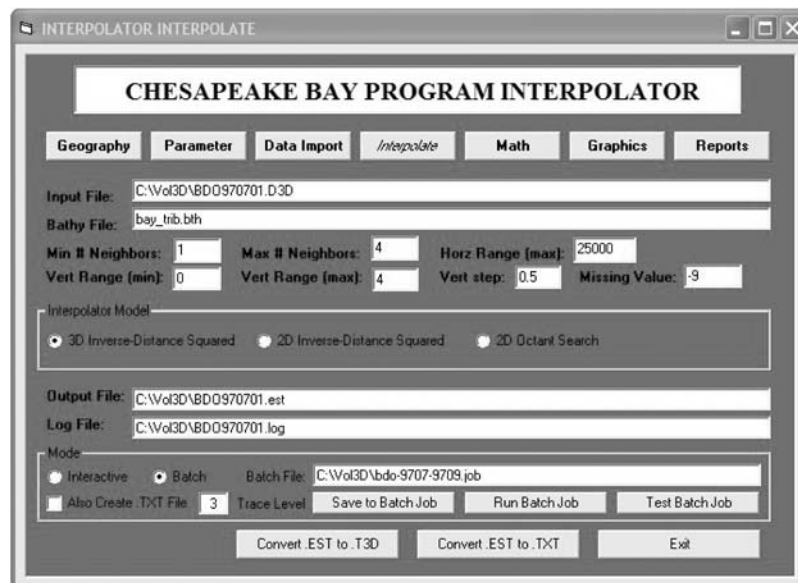 INTERPOLATOR INTERPOLATE
CHESAPEAKE BAY PROGRAM INTERPOLATOR
Geography Parameter Data Import Interpolate Math Graphics Reports
Input File: C:\Vol3D\BDO970701.D3D
Bathy File: bay_trib.bth
Min # Neighbors: 1 Max # Neighbors: 4 Horz Range (max): 25000
Vert Range (min): 0 Vert Range (max): 4 Vert step: 0.5 Missing Value: -9
Interpolator Model
3D Inverse-Distance Squared 2D Inverse-Distance Squared 2D Octant Search
Output File: C:\Vol3D\BDO970701.est
Log File: C:\Vol3D\BDO970701.log
Mode
Interactive Batch Batch File: C:\Vol3D\bdo-9707-9709.job
Also Create .TXT File 3 Trace Level Save to Batch Job Run Batch Job Test Batch Job
Convert .EST to .T3D Convert .EST to .TXT Exit